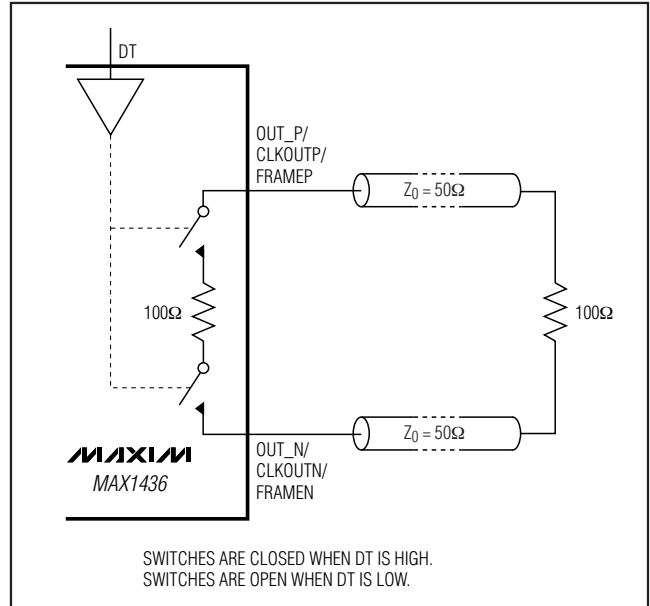 DT
OUT_P/
CLKOUTP/
FRAMEP
Z0 = 50Ω
100Ω
100Ω
Z0 = 50Ω
OUT_N/
CLKOUTN/
FRAMEN
MAXIM
MAX1436
SWITCHES ARE CLOSED WHEN DT IS HIGH.
SWITCHES ARE OPEN WHEN DT IS LOW.